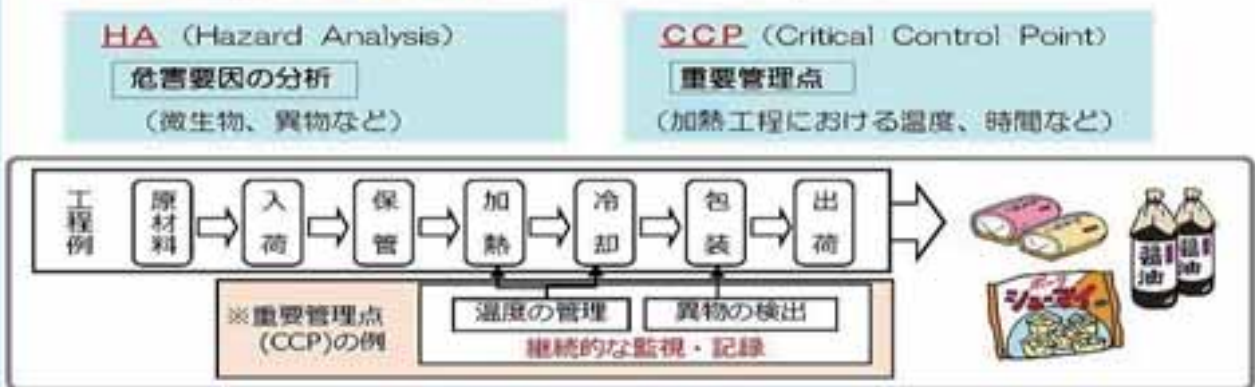 HA (Hazard Analysis)
危害要因の分析
(微生物、異物など)
CCP (Critical Control Point)
重要管理点
(加熱工程における温度、時間など)
工程例
原材料
入荷
保管
加熱
冷却
包装
出荷
※重要管理点
(CCP)の例
温度の管理
異物の検出
継続的な監視・記録
シューマイ
醤油
醤油